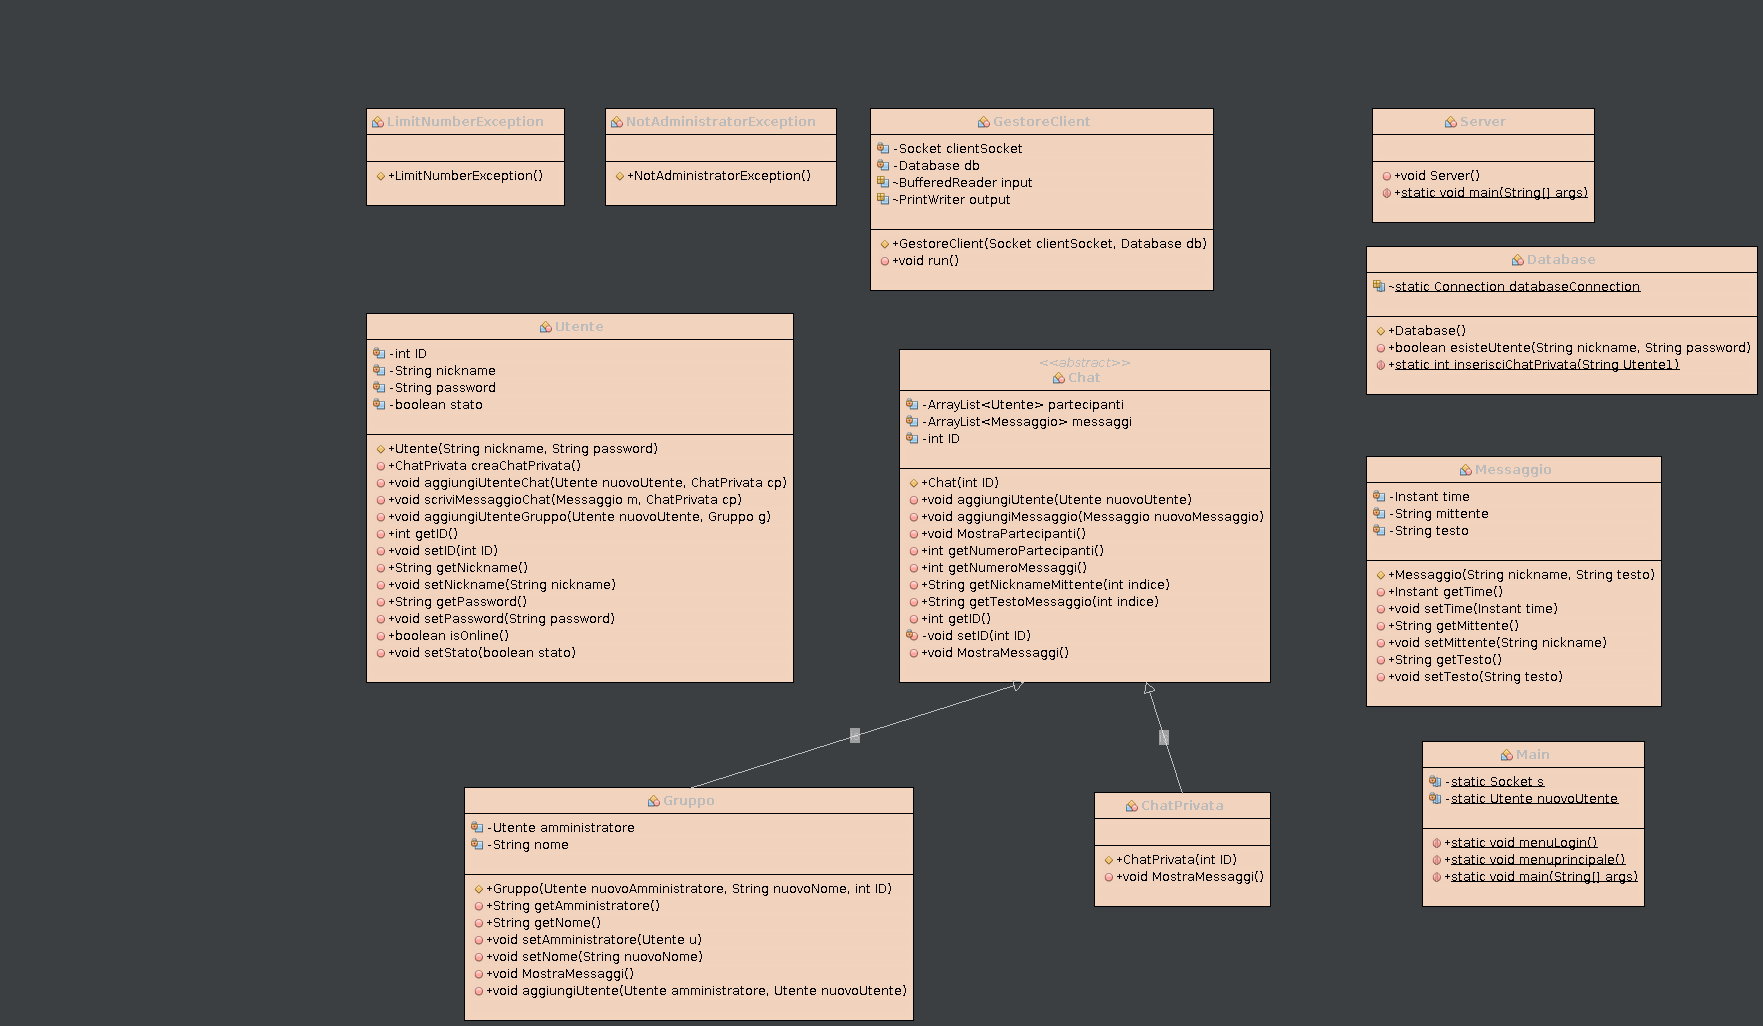 LimitNumberException
+LimitNumberException()
NotAdministratorException
+NotAdministratorException()
GestoreClient
-Socket clientSocket
-Database db
~BufferedReader input
~PrintWriter output
+GestoreClient(Socket clientSocket, Database db)
+void run()
Server
+void Server()
+static void main(String[] args)
Database
~static Connection databaseConnection
+Database()
+boolean esisteUtente(String nickname, String password)
+static int inserisciChatPrivata(String Utente1)
Utente
-int ID
-String nickname
-String password
-boolean stato
+Utente(String nickname, String password)
+ChatPrivata creaChatPrivata()
+void aggiungiUtenteChat(Utente nuovoUtente, ChatPrivata cp)
+void scriviMessaggioChat(Messaggio m, ChatPrivata cp)
+void aggiungiUtenteGruppo(Utente nuovoUtente, Gruppo g)
+int getID()
+void setID(int ID)
+String getNickname()
+void setNickname(String nickname)
+String getPassword()
+void setPassword(String password)
+boolean isOnline()
+void setStato(boolean stato)
<<abstract>>
Chat
-ArrayList<Utente> partecipanti
-ArrayList<Messaggio> messaggi
-int ID
+Chat(int ID)
+void aggiungiUtente(Utente nuovoUtente)
+void aggiungiMessaggio(Messaggio nuovoMessaggio)
+void MostraPartecipanti()
+int getNumeroPartecipanti()
+int getNumeroMessaggi()
+String getNicknameMittente(int indice)
+String getTestoMessaggio(int indice)
+int getID()
-void setID(int ID)
+void MostraMessaggi()
Messaggio
-Instant time
-String mittente
-String testo
+Messaggio(String nickname, String testo)
+Instant getTime()
+void setTime(Instant time)
+String getMittente()
+void setMittente(String nickname)
+String getTesto()
+void setTesto(String testo)
Gruppo
-Utente amministratore
-String nome
+Gruppo(Utente nuovoAmministratore, String nuovoNome, int ID)
+String getAmministratore()
+String getNome()
+void setAmministratore(Utente u)
+void setNome(String nuovoNome)
+void MostraMessaggi()
+void aggiungiUtente(Utente amministratore, Utente nuovoUtente)
ChatPrivata
+ChatPrivata(int ID)
+void MostraMessaggi()
Main
-static Socket s
-static Utente nuovoUtente
+static void menuLogin()
+static void menuprincipale()
+static void main(String[] args)